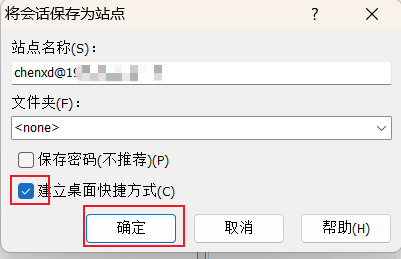 将会话保存为站点 ?
站点名称(S):
chenxd@19
文件夹(F):
<none>
保存密码(不推荐)(P)
建立桌面快捷方式(C)
确定 取消 帮助(H)